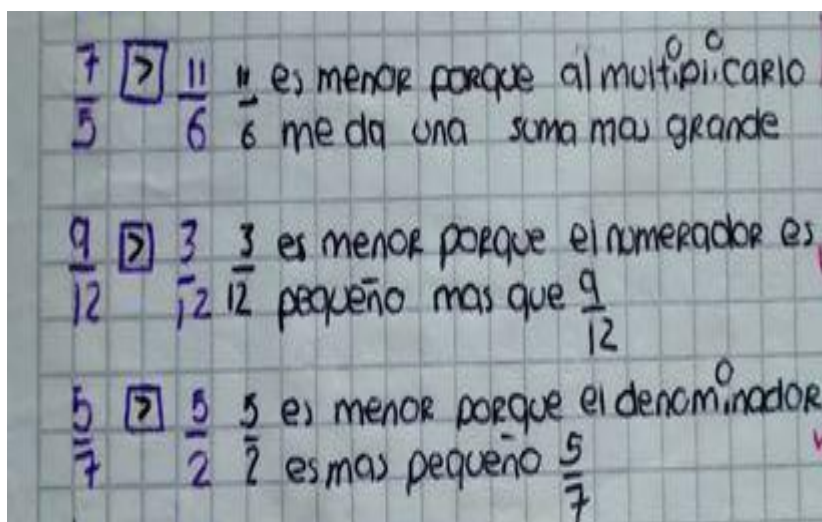 7/5 > 11/6 11/6 es menor porque al multiplicarlo
me da una suma mas grande
9/12 > 3/12 3/12 es menor porque el numerador es
pequeño mas que 9/12
5/7 > 5/2 5/2 es menor porque el denominador
es mas pequeño 5/7